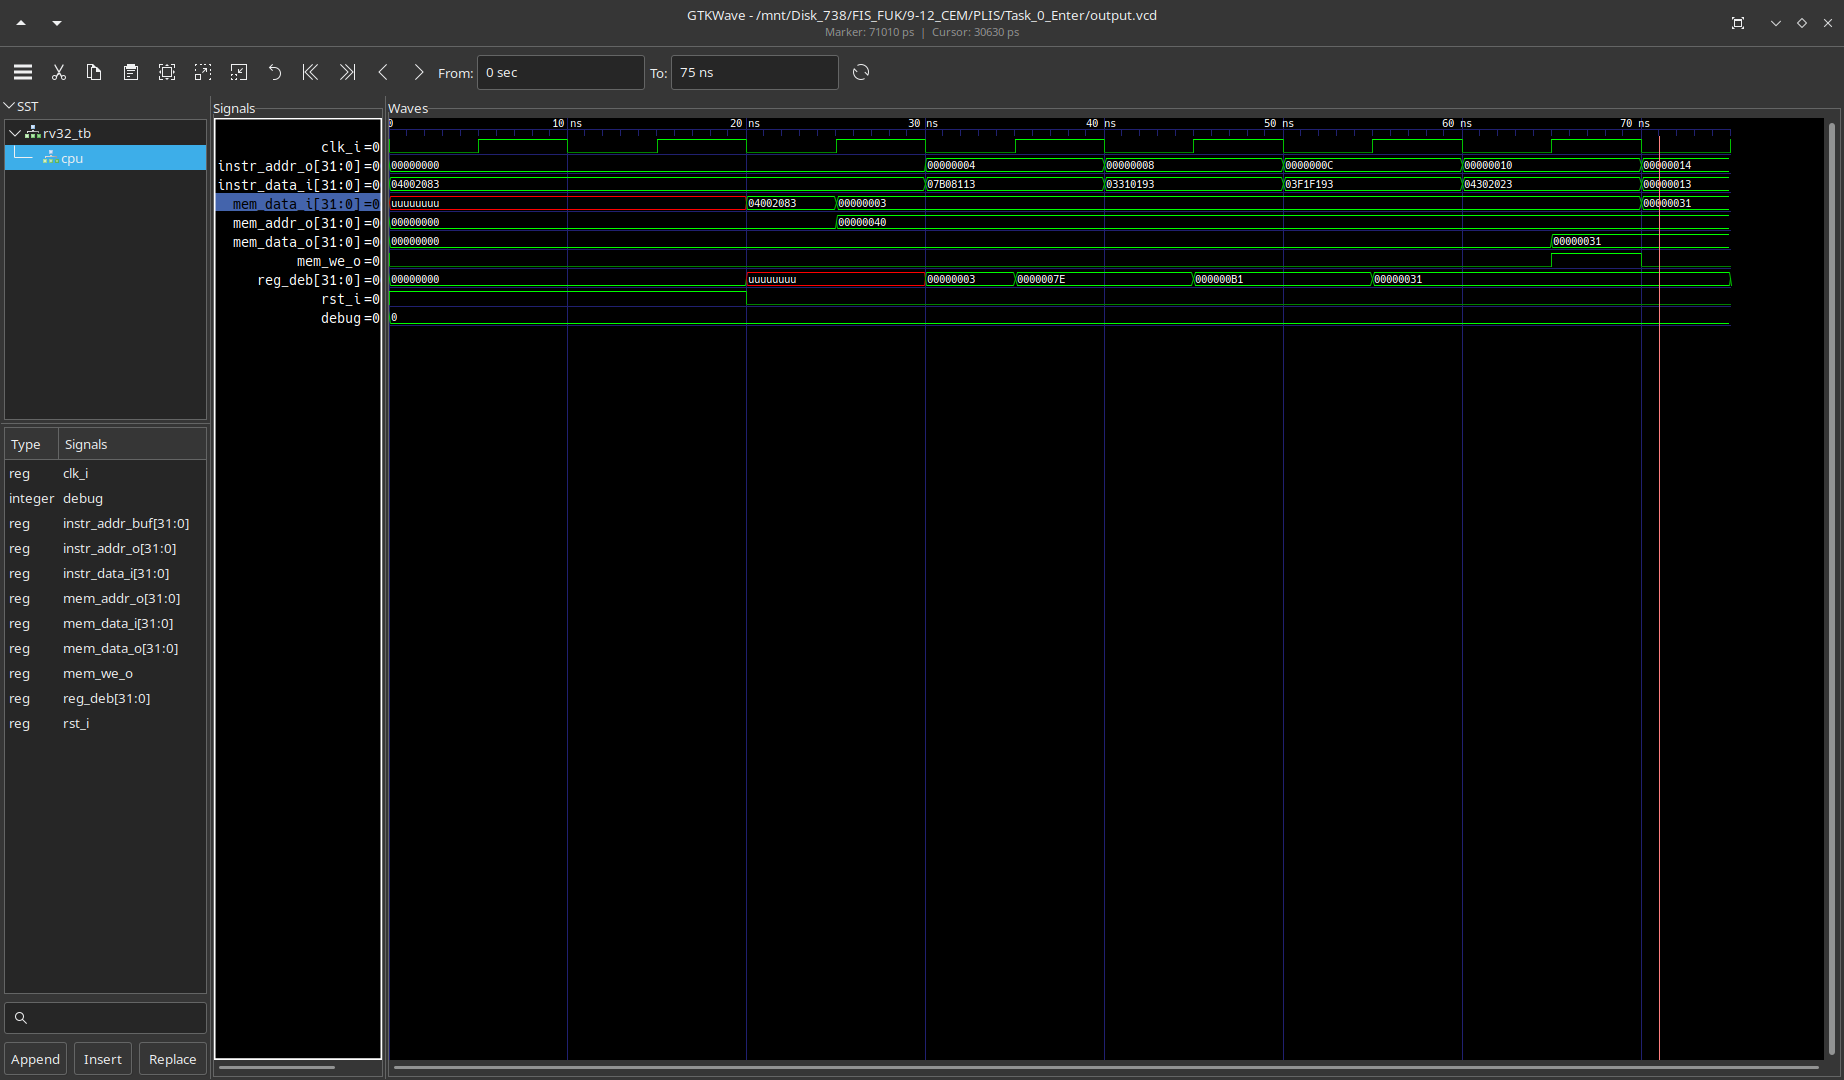 GTKWave - /mnt/Disk_738/FIS_FUK/9-12_CEM/PLIS/Task_0_Enter/output.vcd
Marker: 71010 ps | Cursor: 30630 ps
From: 0 sec To: 75 ns
SST
rv32_tb
cpu
Type Signals
reg clk_i
integer debug
reg instr_addr_buf[31:0]
reg instr_addr_o[31:0]
reg instr_data_i[31:0]
reg mem_addr_o[31:0]
reg mem_data_i[31:0]
reg mem_data_o[31:0]
reg mem_we_o
reg reg_deb[31:0]
reg rst_i
Append Insert Replace
Signals
clk_i=0
instr_addr_o[31:0]=0
instr_data_i[31:0]=0
mem_data_i[31:0]=0
mem_addr_o[31:0]=0
mem_data_o[31:0]=0
mem_we_o=0
reg_deb[31:0]=0
rst_i=0
debug=0
Waves
0 10 ns 20 ns 30 ns 40 ns 50 ns 60 ns 70 ns
00000000 00000004 00000008 0000000C 00000010 00000014
04002083 07B08113 03310193 03F1F193 04302023 00000013
uuuuuuuu 04002083 00000003 00000031
00000000 00000040
00000000 00000031
00000000 uuuuuuuu 00000003 0000007E 000000B1 00000031
0